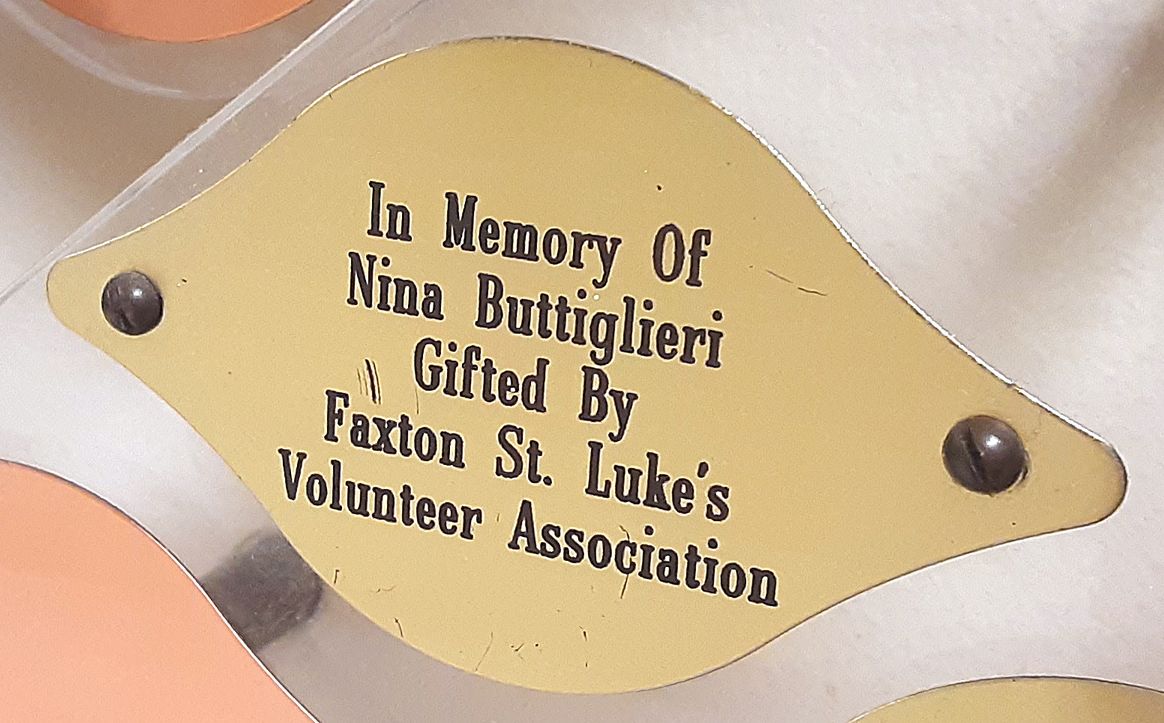 In Memory Of
Nina Buttiglieri
Gifted By
Faxton St. Luke's
Volunteer Association